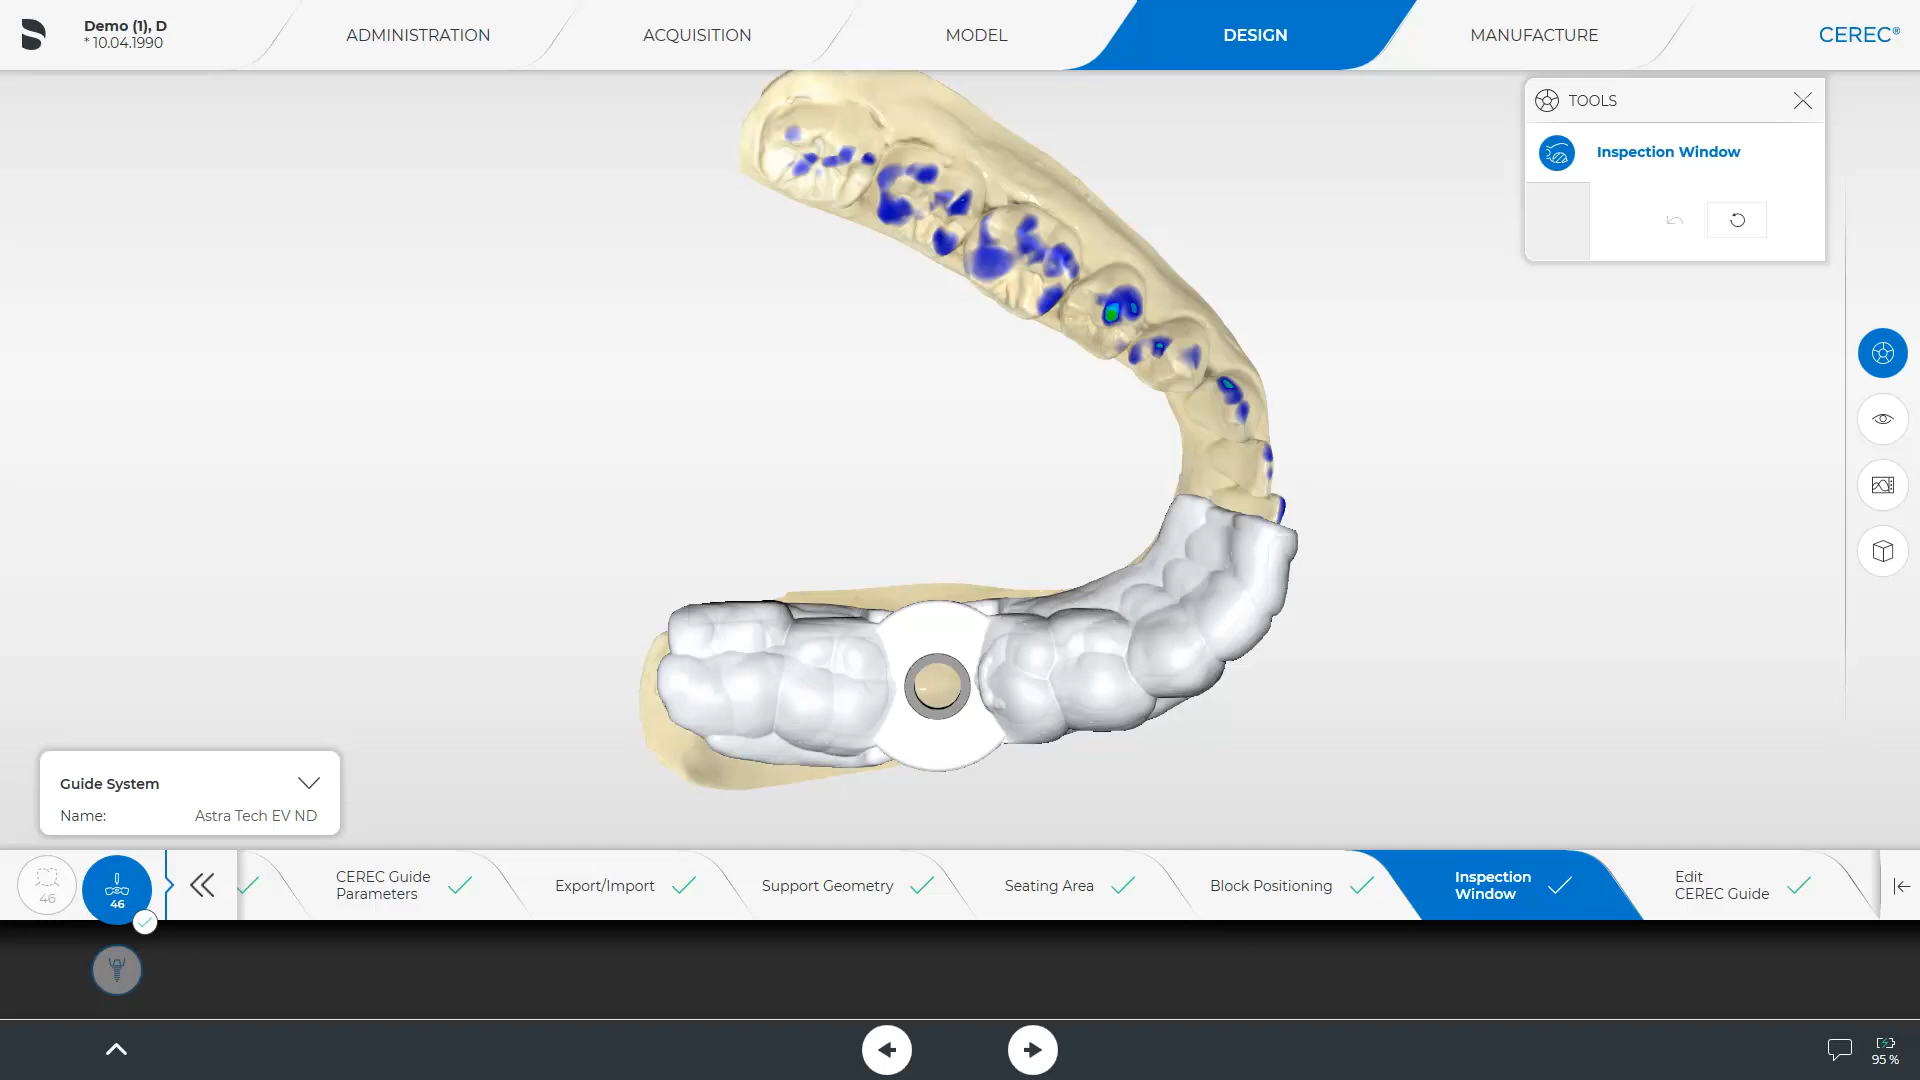 Demo (1), D
* 10.04.1990
ADMINISTRATION
ACQUISITION
MODEL
DESIGN
MANUFACTURE
CEREC®
TOOLS
Inspection Window
Guide System
Name: Astra Tech EV ND
46
46
CEREC Guide
Parameters
Export/Import
Support Geometry
Seating Area
Block Positioning
Inspection
Window
Edit
CEREC Guide
95 %